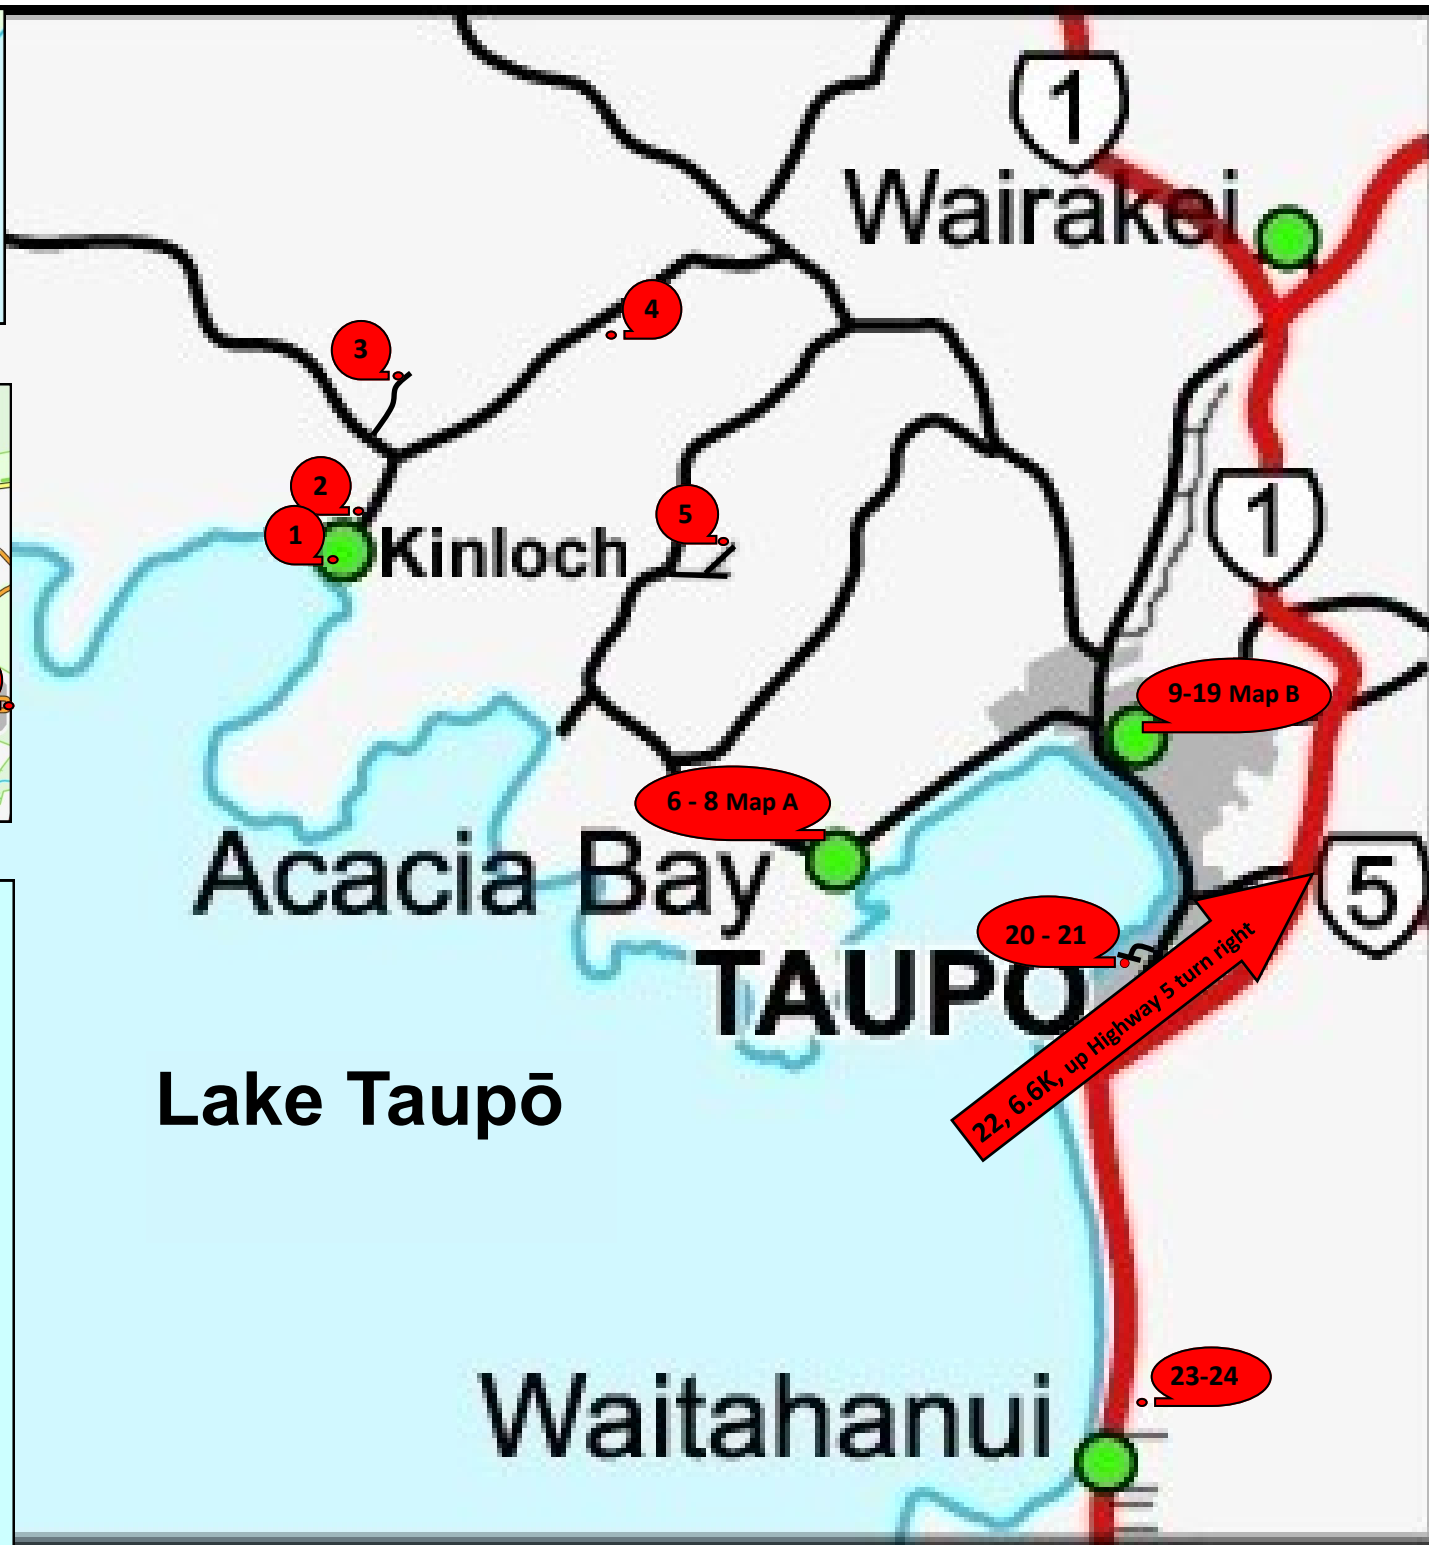 1
Wairakei
4
3
2
1
Kinloch
5
1
9-19 Map B
6 - 8 Map A
Acacia Bay
5
20 - 21
TAUPO
22, 6.6K, up Highway 5 turn right
Lake Taupō
23-24
Waitahanui